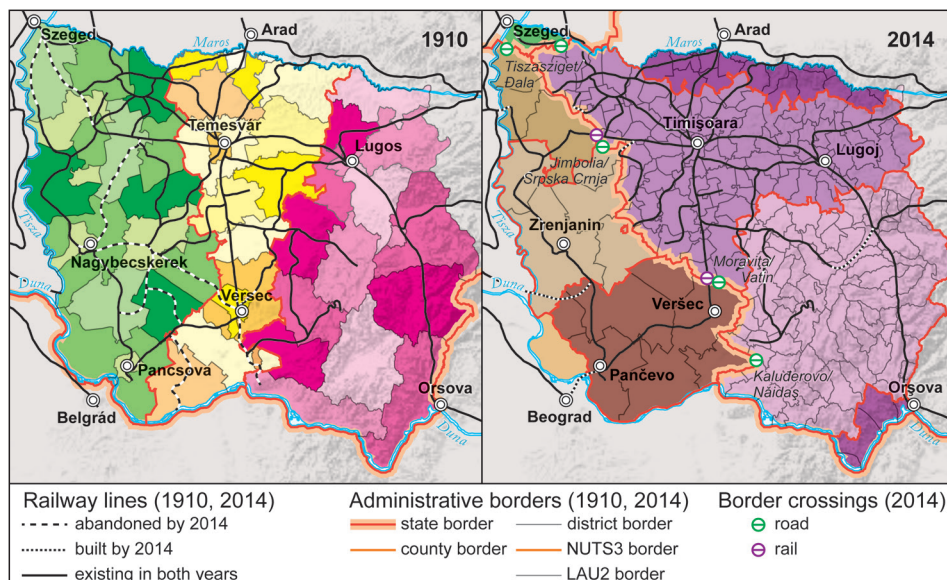 1910
Szeged
Arad
Maros
Temesvár
Lugos
Tisza
Nagybecskerek
Duna
Versec
Pancsova
Belgrád
Orsova
Duna
2014
Szeged
Arad
Maros
Tiszasziget/
Đala
Timișoara
Lugoj
Jimbolia/
Srpska Crnja
Tisza
Zrenjanin
Duna
Moravița/
Vatin
Veršec
Pančevo
Kaluđerovo/
Naidaș
Beograd
Orșova
Duna
Railway lines (1910, 2014)
abandoned by 2014
built by 2014
existing in both years
Administrative borders (1910, 2014)
state border
county border
district border
NUTS3 border
LAU2 border
Border crossings (2014)
road
rail